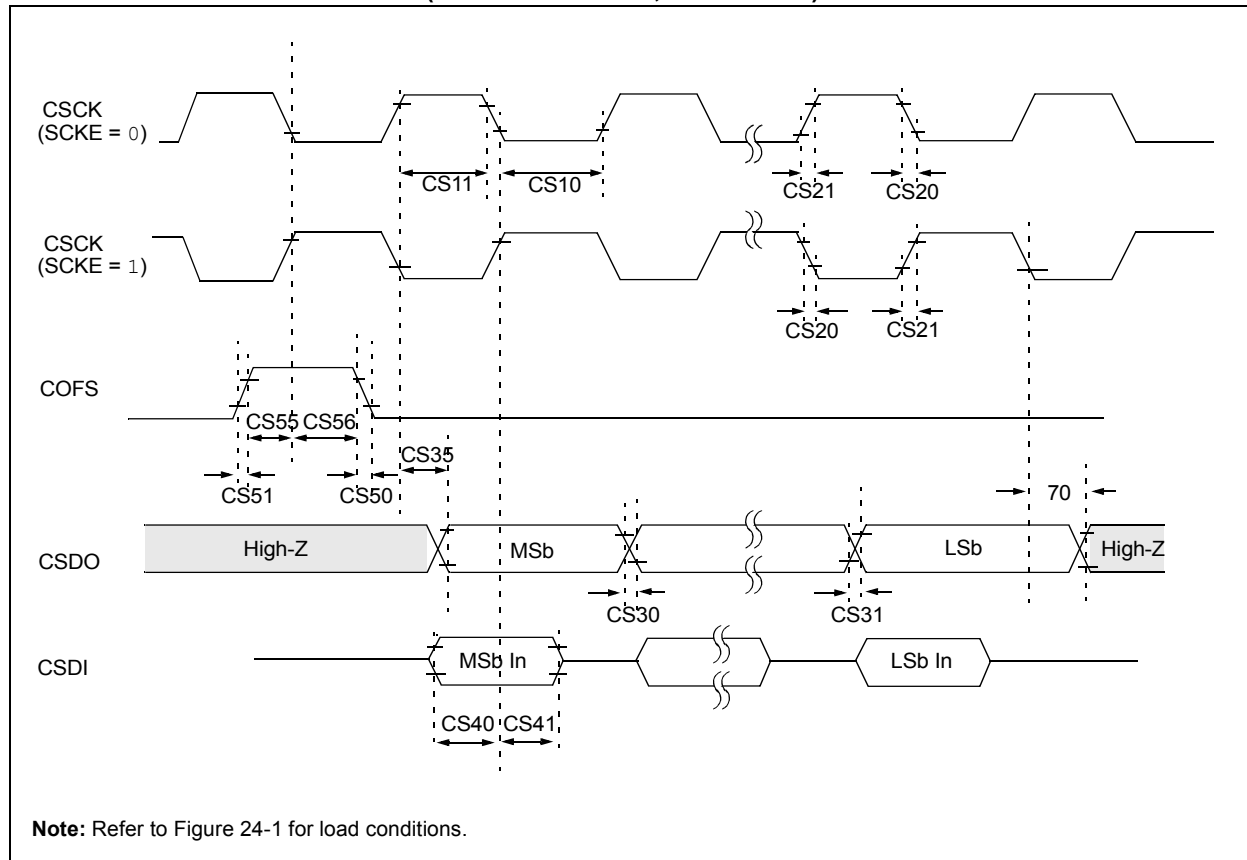 CSCK
(SCKE = 0)
CS11
CS10
CS21
CS20
CSCK
(SCKE = 1)
CS20
CS21
COFS
CS55
CS56
CS35
CS51
CS50
70
CSDO
High-Z
MSb
LSb
High-Z
CS30
CS31
CSDI
MSb In
LSb In
CS40
CS41
Note: Refer to Figure 24-1 for load conditions.